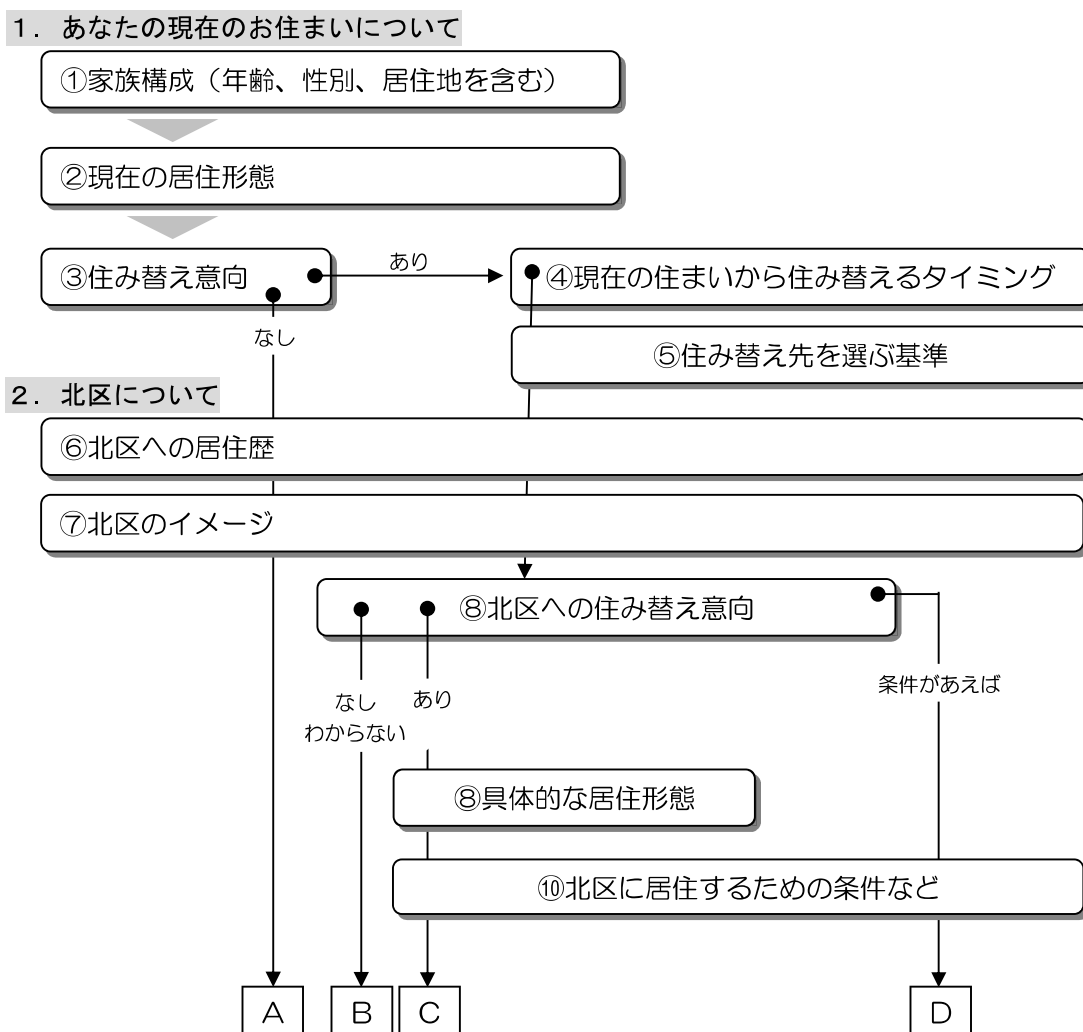 1. あなたの現在のお住まいについて
①家族構成（年齢、性別、居住地を含む）
②現在の居住形態
③住み替え意向
あり
④現在の住まいから住み替えるタイミング
なし
⑤住み替え先を選ぶ基準
2. 北区について
⑥北区への居住歴
⑦北区のイメージ
⑧北区への住み替え意向
なし
わからない
あり
条件があえば
⑧具体的な居住形態
⑩北区に居住するための条件など
A
B
C
D